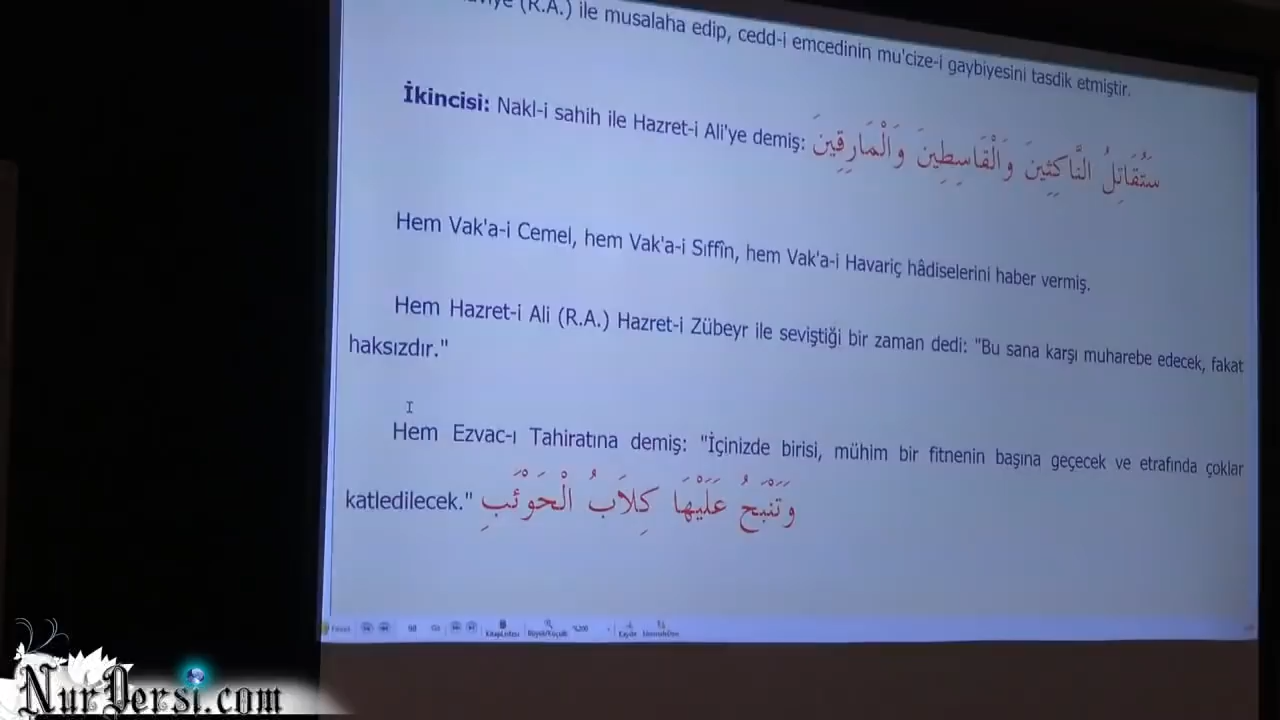 (R.A.) ile musalaha edip, cedd-i emcedinin mu'cize-i gaybiyesini tasdik etmiştir.
İkincisi: Nakl-i sahih ile Hazret-i Ali'ye demiş: سَتُقَاتِلُ النَّاكِثِينَ وَالْقَاسِطِينَ وَالْمَارِقِينَ
Hem Vak'a-i Cemel, hem Vak'a-i Sıffîn, hem Vak'a-i Havariç hâdiselerini haber vermiş.
Hem Hazret-i Ali (R.A.) Hazret-i Zübeyr ile seviştiği bir zaman dedi: "Bu sana karşı muharebe edecek, fakat
haksızdır."
Hem Ezvac-ı Tahiratına demiş: "İçinizde birisi, mühim bir fitnenin başına geçecek ve etrafında çoklar
katledilecek." وَتَنْبَحُ عَلَيْهَا كِلاَبُ الْحَوْئَبِ
98
%200
NurDersi.com